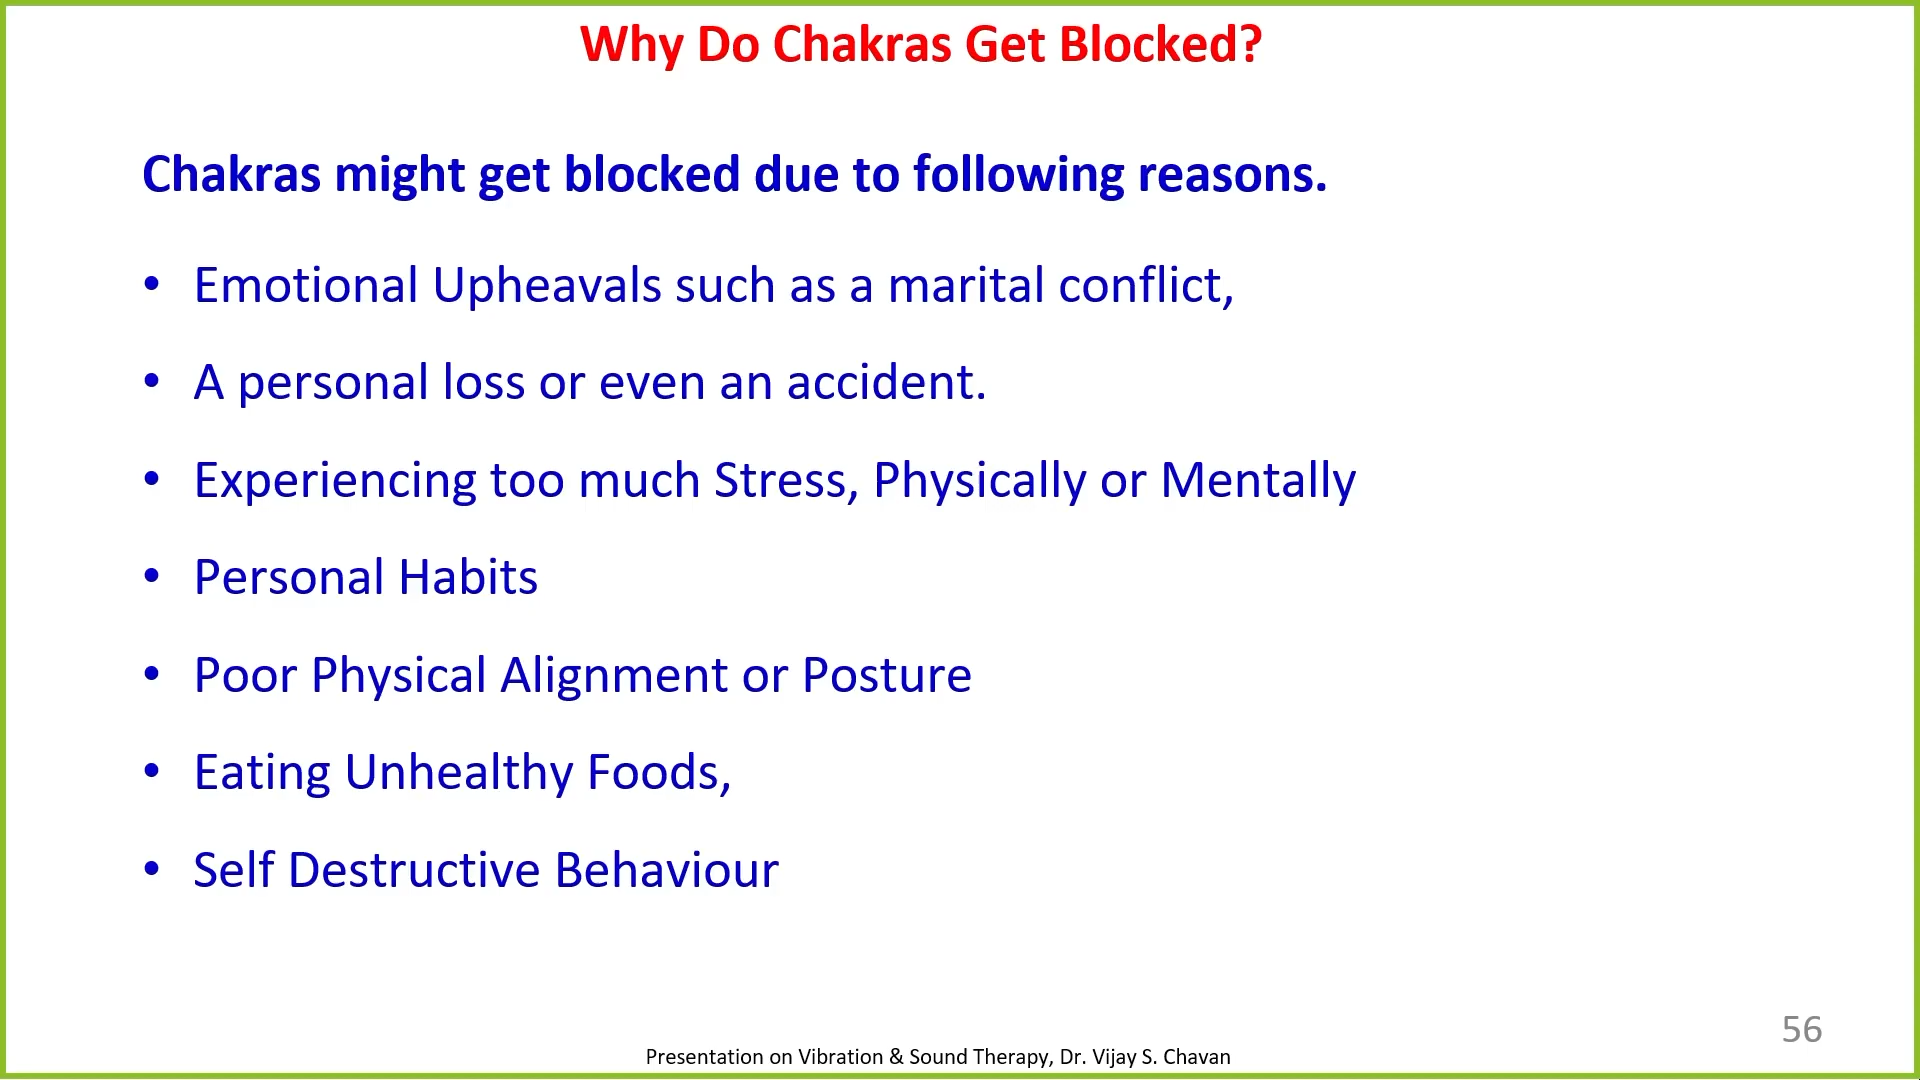 Why Do Chakras Get Blocked?
Chakras might get blocked due to following reasons.
• Emotional Upheavals such as a marital conflict,
• A personal loss or even an accident.
• Experiencing too much Stress, Physically or Mentally
• Personal Habits
• Poor Physical Alignment or Posture
• Eating Unhealthy Foods,
• Self Destructive Behaviour
56
Presentation on Vibration & Sound Therapy, Dr. Vijay S. Chavan